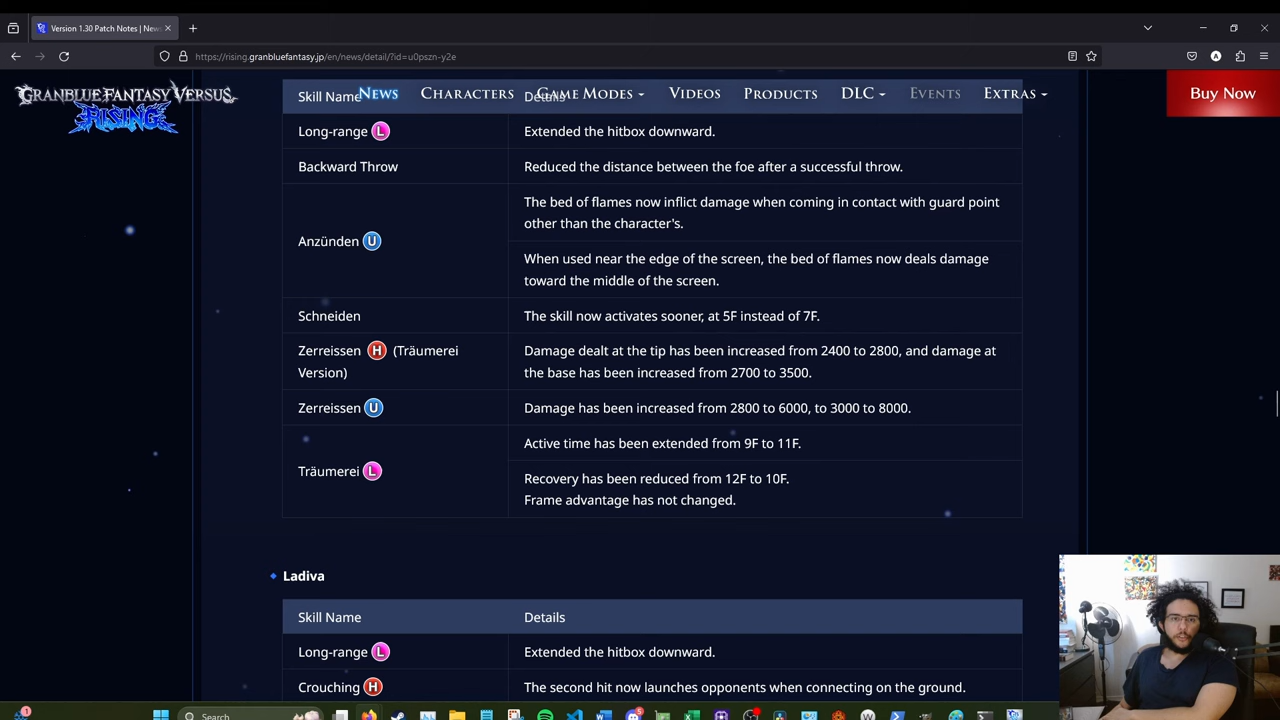 Version 1.30 Patch Notes | New
https://rising.granbluefantasy.jp/en/news/detail/?id=u0pszn-y2e
GRANBLUE FANTASY VERSUS
RISING
NEWS
CHARACTERS
GAME MODES
VIDEOS
PRODUCTS
DLC
EVENTS
EXTRAS
Buy Now
Skill Name
Details
Long-range L
Extended the hitbox downward.
Backward Throw
Reduced the distance between the foe after a successful throw.
Anzünden U
The bed of flames now inflict damage when coming in contact with guard point
other than the character's.
When used near the edge of the screen, the bed of flames now deals damage
toward the middle of the screen.
Schneiden
The skill now activates sooner, at 5F instead of 7F.
Zerreissen H (Träumerei
Version)
Damage dealt at the tip has been increased from 2400 to 2800, and damage at
the base has been increased from 2700 to 3500.
Zerreissen U
Damage has been increased from 2800 to 6000, to 3000 to 8000.
Träumerei L
Active time has been extended from 9F to 11F.
Recovery has been reduced from 12F to 10F.
Frame advantage has not changed.
Ladiva
Skill Name
Details
Long-range L
Extended the hitbox downward.
Crouching H
The second hit now launches opponents when connecting on the ground.
1
Search